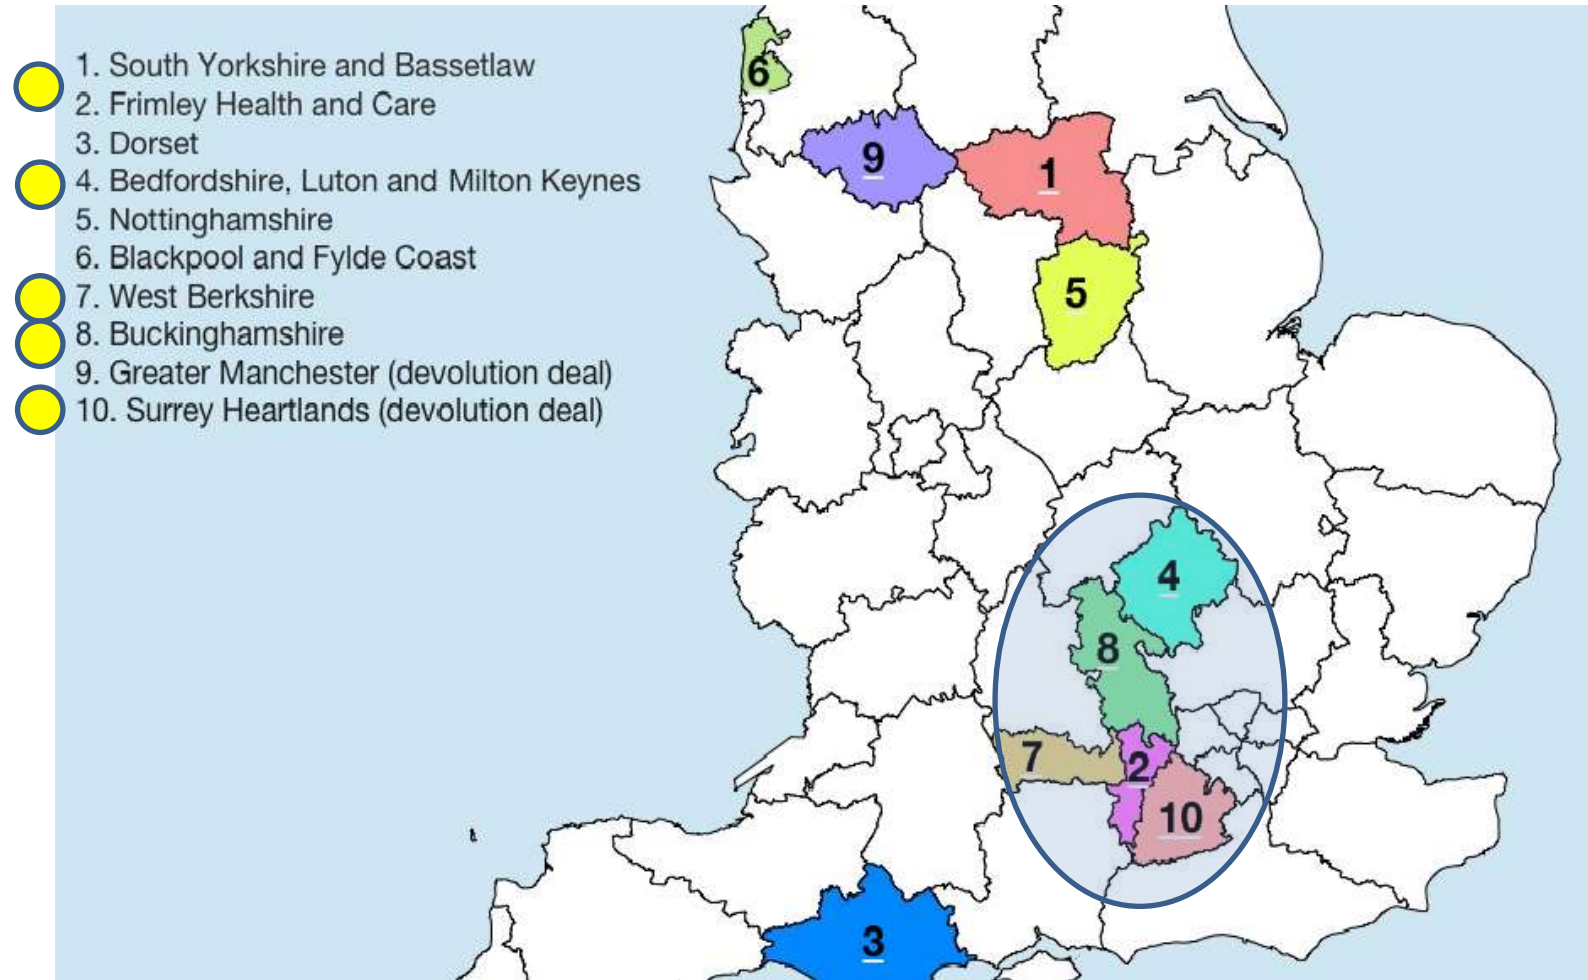 1. South Yorkshire and Bassetlaw
2. Frimley Health and Care
3. Dorset
4. Bedfordshire, Luton and Milton Keynes
5. Nottinghamshire
6. Blackpool and Fylde Coast
7. West Berkshire
8. Buckinghamshire
9. Greater Manchester (devolution deal)
10. Surrey Heartlands (devolution deal)
6
9
1
5
4
8
7
2
10
3